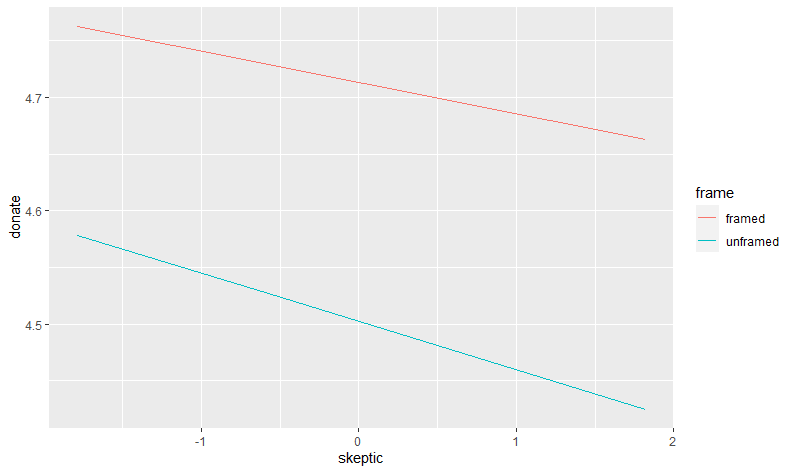 4.7
4.6
4.5
donate
-1
0
1
2
skeptic
frame
framed
unframed